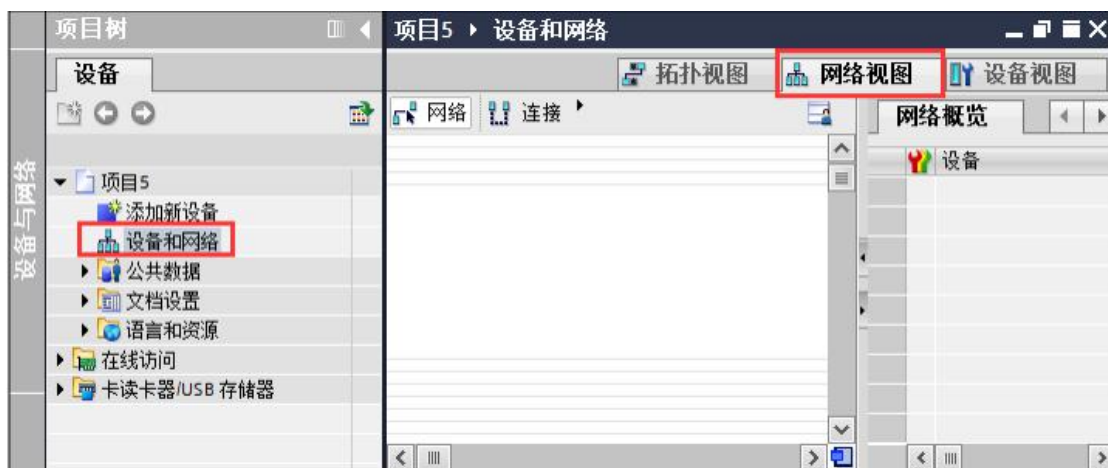 项目树
项目5 ▸ 设备和网络
设备
拓扑视图
网络视图
设备视图
网络
连接
网络概览
设备
设备与网络
项目5
添加新设备
设备和网络
公共数据
文档设置
语言和资源
在线访问
卡读卡器/USB 存储器